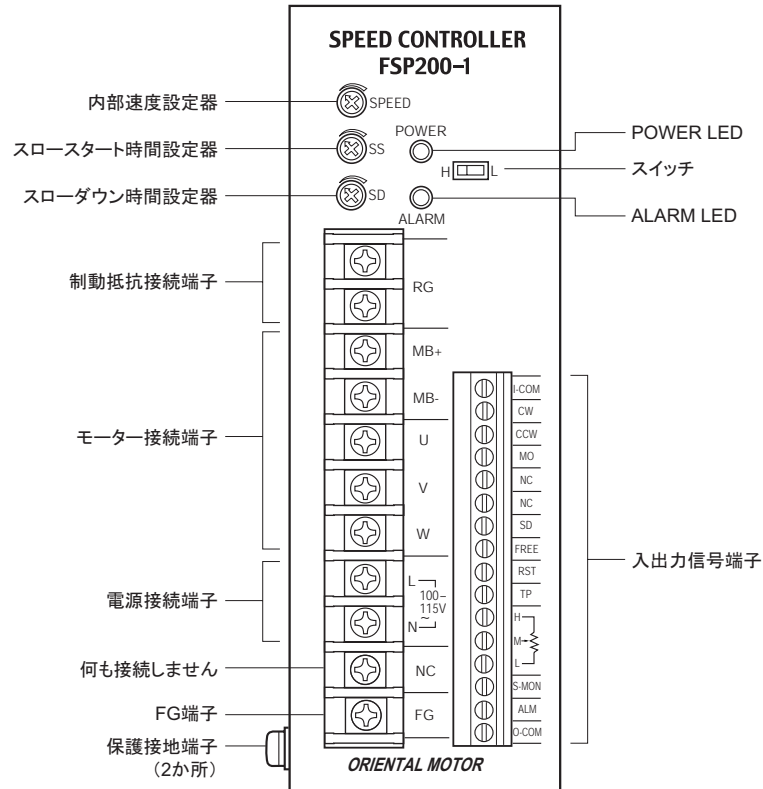 SPEED CONTROLLER
FSP200-1
内部速度設定器
SPEED
スロースタート時間設定器
SS
POWER
POWER LED
H
L
スイッチ
スローダウン時間設定器
SD
ALARM
ALARM LED
制動抵抗接続端子
RG
モーター接続端子
MB+
MB-
U
V
W
電源接続端子
L
100–
115V
~
N
何も接続しません
NC
FG端子
FG
保護接地端子
（2か所）
I-COM
CW
CCW
MO
NC
NC
SD
FREE
RST
TP
H
M
L
S-MON
ALM
O-COM
入出力信号端子
ORIENTAL MOTOR